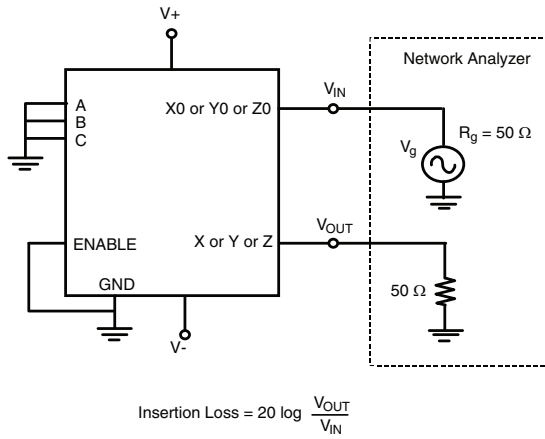 V+
Network Analyzer
A
B
C
X0 or Y0 or Z0
VIN
Vg
Rg = 50 Ω
ENABLE
X or Y or Z
VOUT
GND
50 Ω
V-
Insertion Loss = 20 log VOUT
VIN